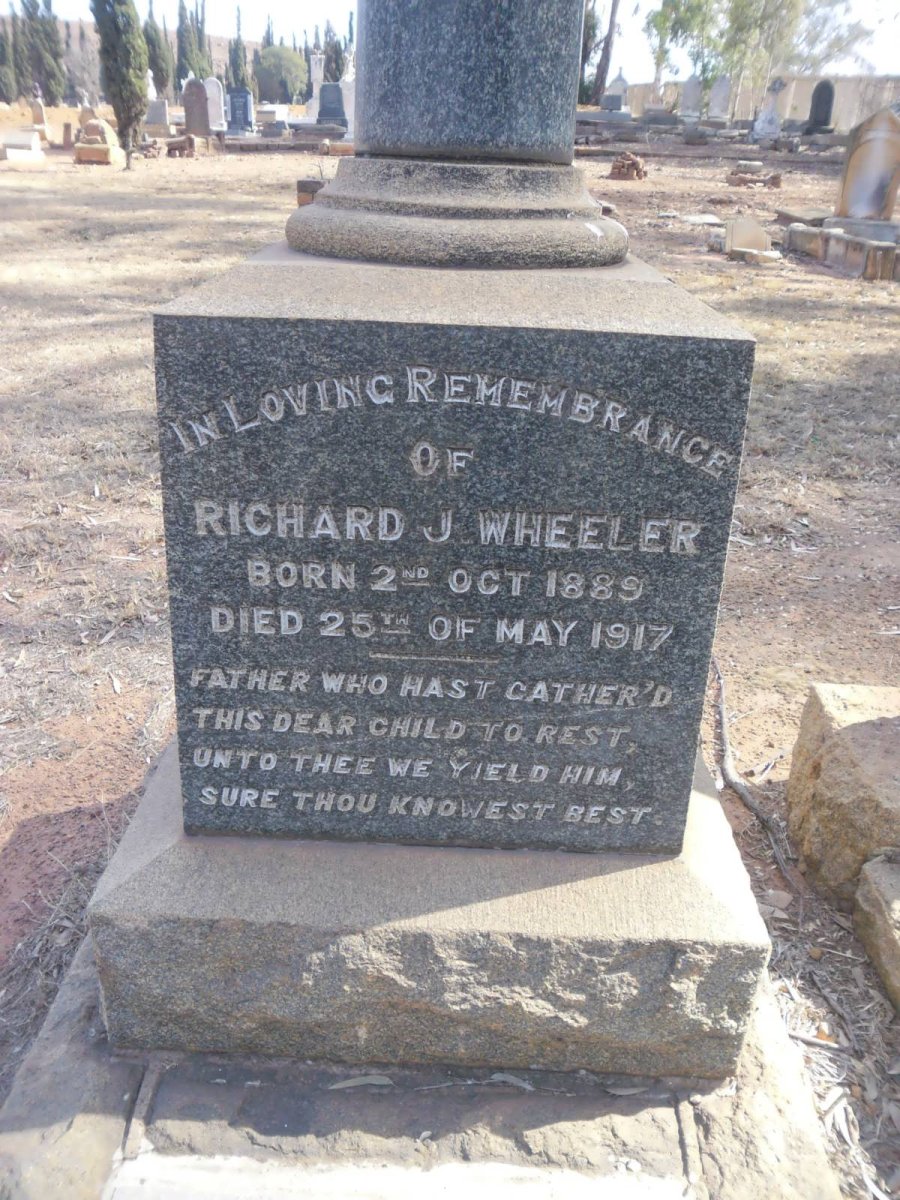 IN LOVING REMEMBRANCE
OF
RICHARD J. WHEELER
BORN 2ND OCT 1889
DIED 25TH OF MAY 1917
FATHER WHO HAST GATHER'D
THIS DEAR CHILD TO REST,
UNTO THEE WE YIELD HIM,
SURE THOU KNOWEST BEST.